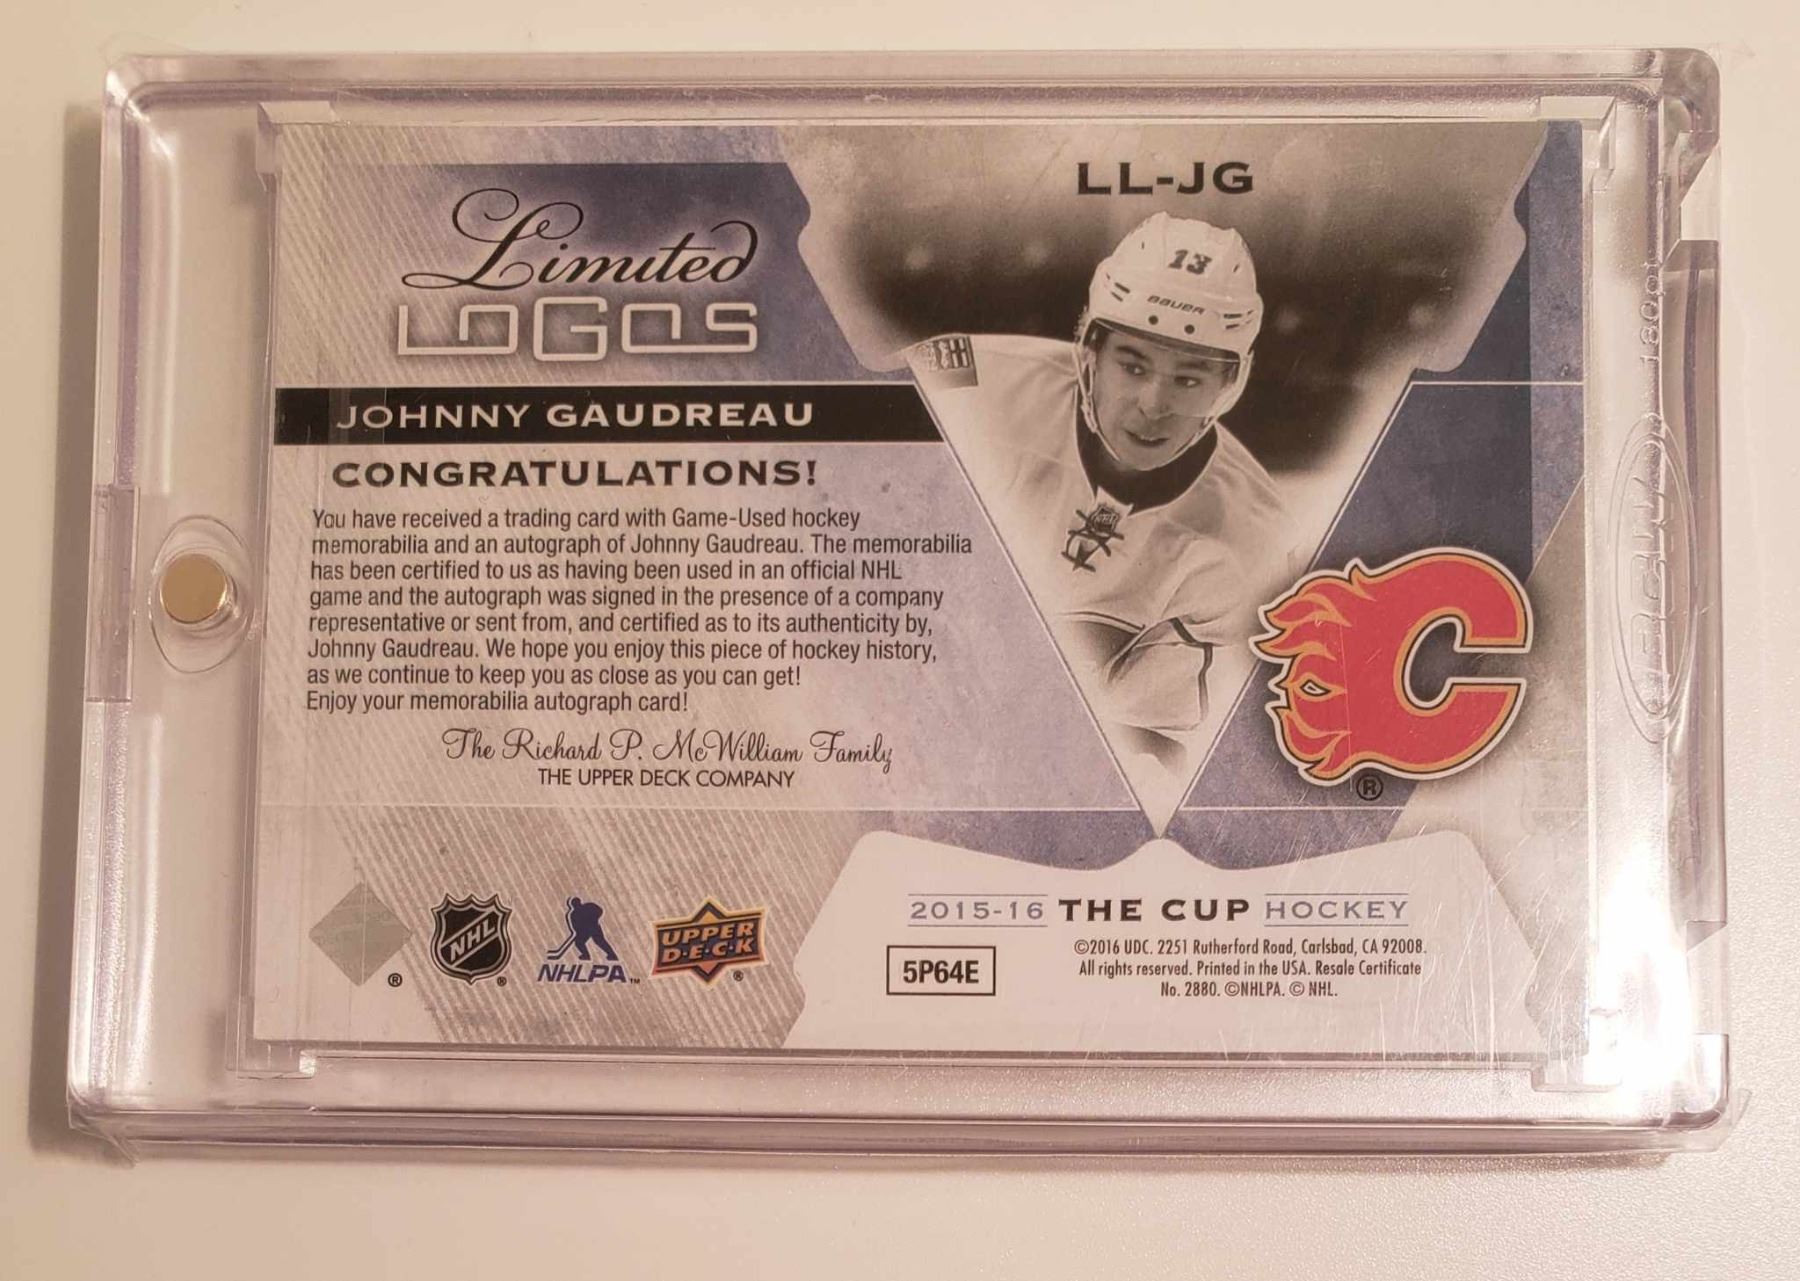 LL-JG
Limited
LOGOS
13
BAUER
JOHNNY GAUDREAU
CONGRATULATIONS!
You have received a trading card with Game-Used hockey
memorabilia and an autograph of Johnny Gaudreau. The memorabilia
has been certified to us as having been used in an official NHL
game and the autograph was signed in the presence of a company
representative or sent from, and certified as to its authenticity by,
Johnny Gaudreau. We hope you enjoy this piece of hockey history,
as we continue to keep you as close as you can get!
Enjoy your memorabilia autograph card!
The Richard P. McWilliam Family
THE UPPER DECK COMPANY
C
®
NHL
®
NHLPA™
UPPER
D·E·C·K
®
®
2015-16 THE CUP HOCKEY
5P64E
©2016 UDC. 2251 Rutherford Road, Carlsbad, CA 92008.
All rights reserved. Printed in the USA. Resale Certificate
No. 2880. ©NHLPA. © NHL.
180pt